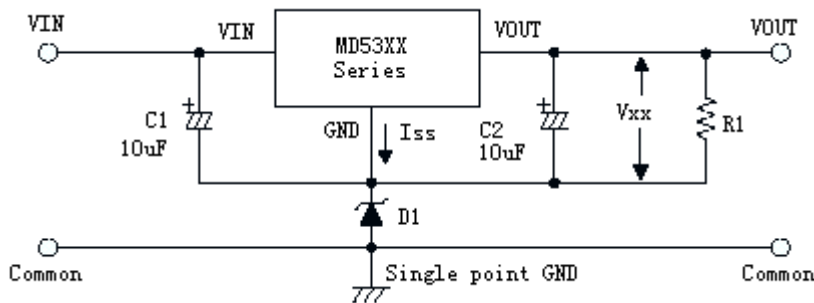 VIN
VIN
MD53XX
Series
VOUT
VOUT
C1
10uF
GND
Iss
C2
10uF
Vxx
R1
D1
Common
Single point GND
Common